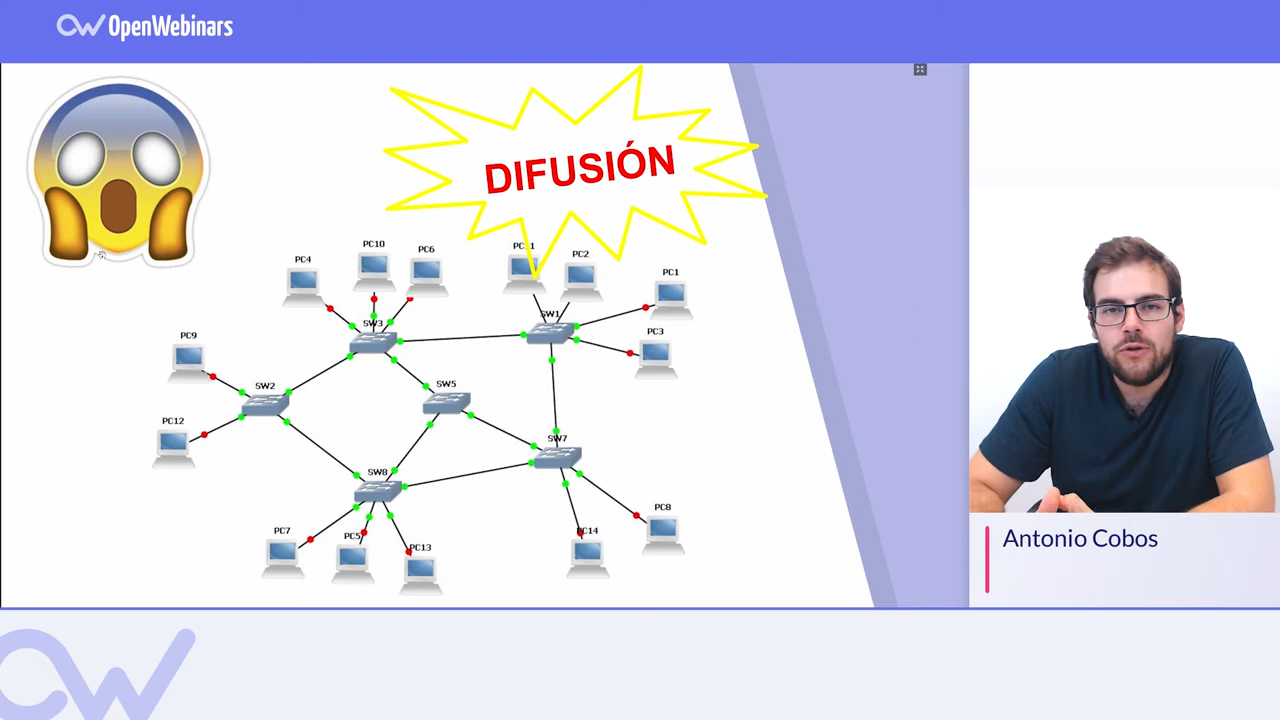 OpenWebinars
DIFUSIÓN
PC4
PC10
PC6
PC2
PC1
SW3
SW1
PC3
PC9
SW2
SW5
PC12
SW7
SW8
PC7
PC5
PC13
PC14
PC8
Antonio Cobos